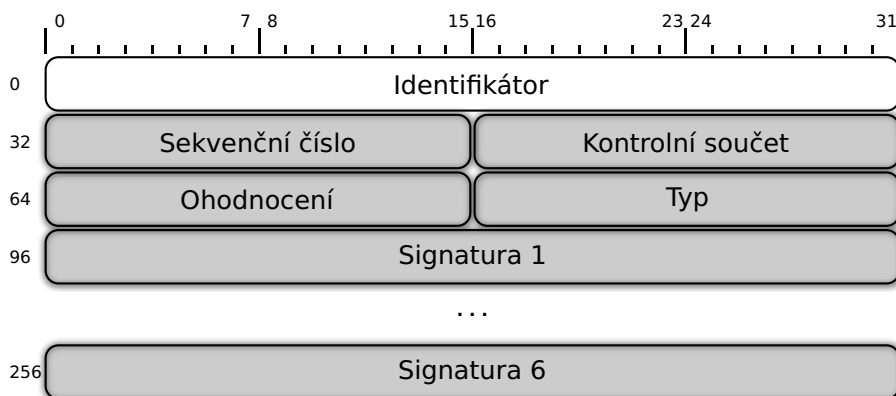 0 7 8 15 16 23 24 31
0 Identifikátor
32 Sekvenční číslo Kontrolní součet
64 Ohodnocení Typ
96 Signatura 1
...
256 Signatura 6